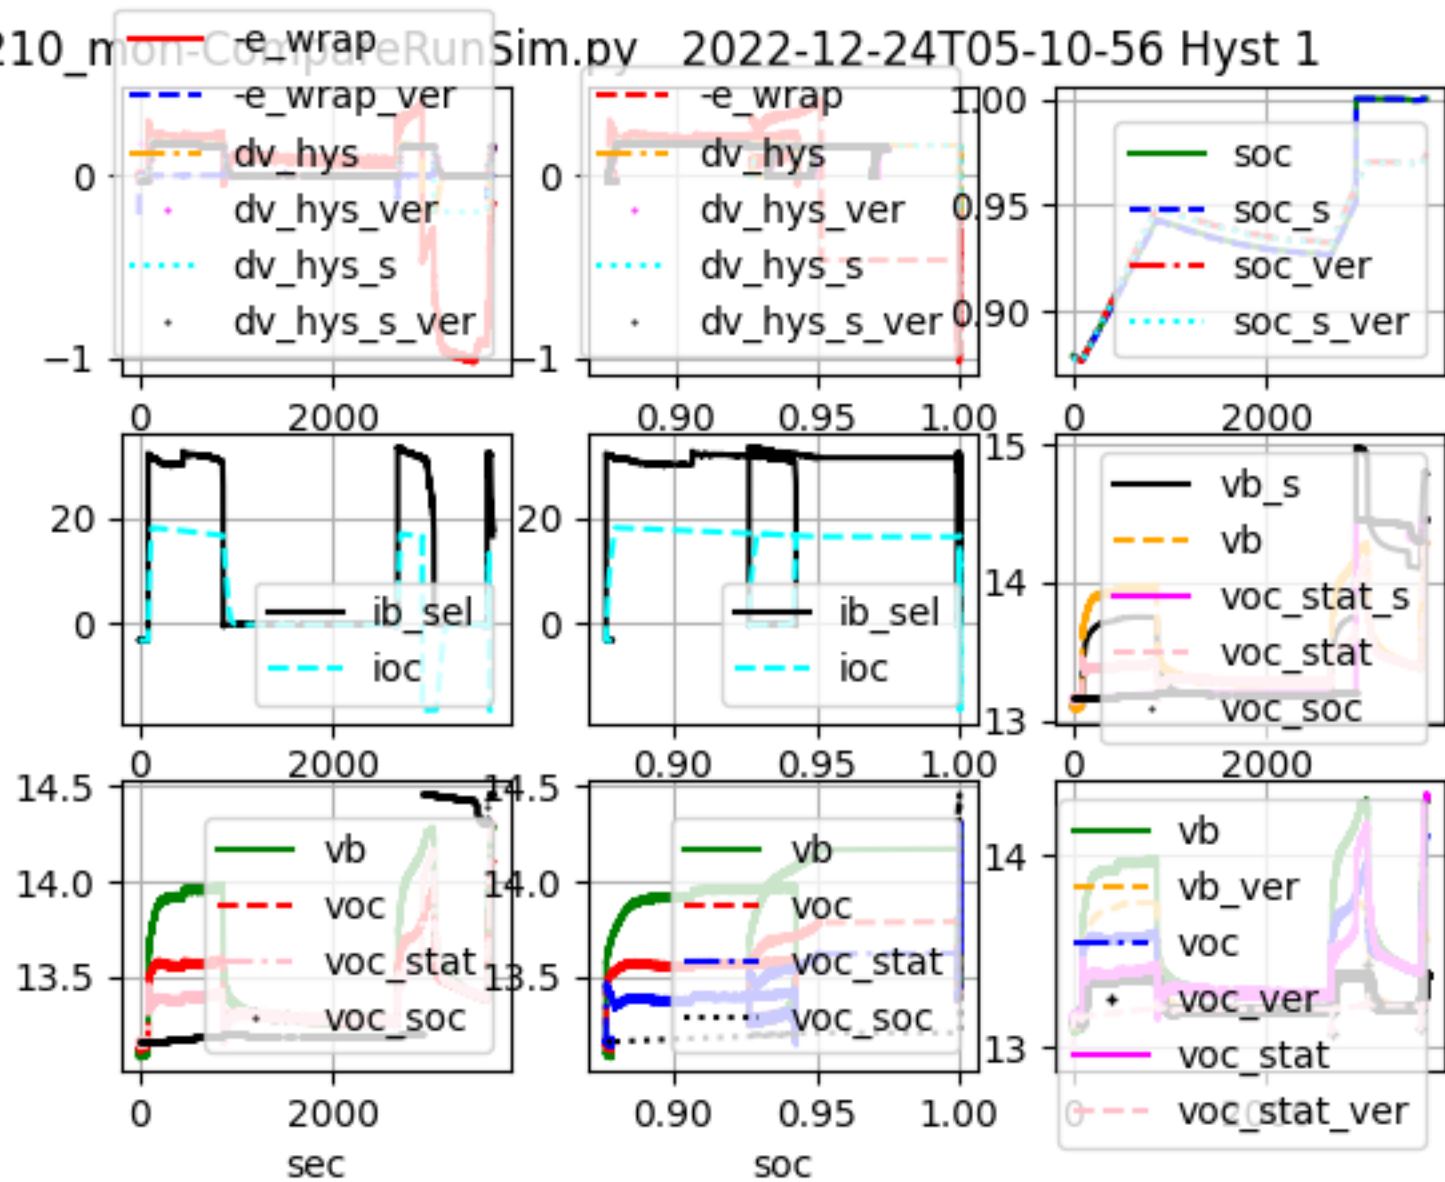 210_mon-CompareRunSim.py 2022-12-24T05-10-56 Hyst 1
-e_wrap
-e_wrap_ver
dv_hys
dv_hys_ver
dv_hys_s
dv_hys_s_ver
0
−1
0 2000
-e_wrap
dv_hys
dv_hys_ver
dv_hys_s
dv_hys_s_ver
0
−1
0.90 0.95 1.00
soc
soc_s
soc_ver
soc_s_ver
1.00
0.95
0.90
0 2000
20
0
ib_sel
ioc
0 2000
20
0
ib_sel
ioc
0.90 0.95 1.00
15
14
13
vb_s
vb
voc_stat_s
voc_stat
voc_soc
0 2000
14.5
14.0
13.5
vb
voc
voc_stat
voc_soc
0 2000
sec
14.5
14.0
13.5
vb
voc
voc_stat
voc_soc
0.90 0.95 1.00
soc
14
13
vb
vb_ver
voc
voc_ver
voc_stat
voc_stat_ver
0